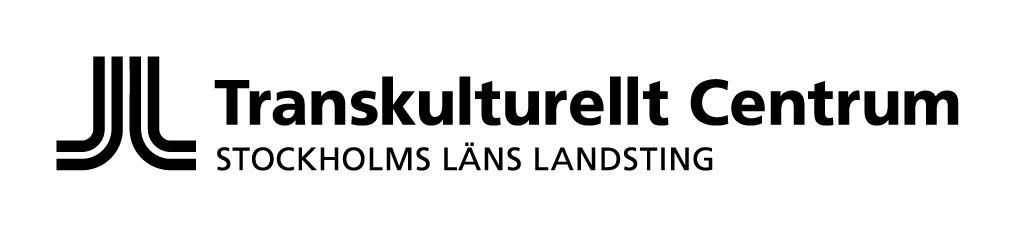 Transkulturellt Centrum
STOCKHOLMS LÄNS LANDSTING